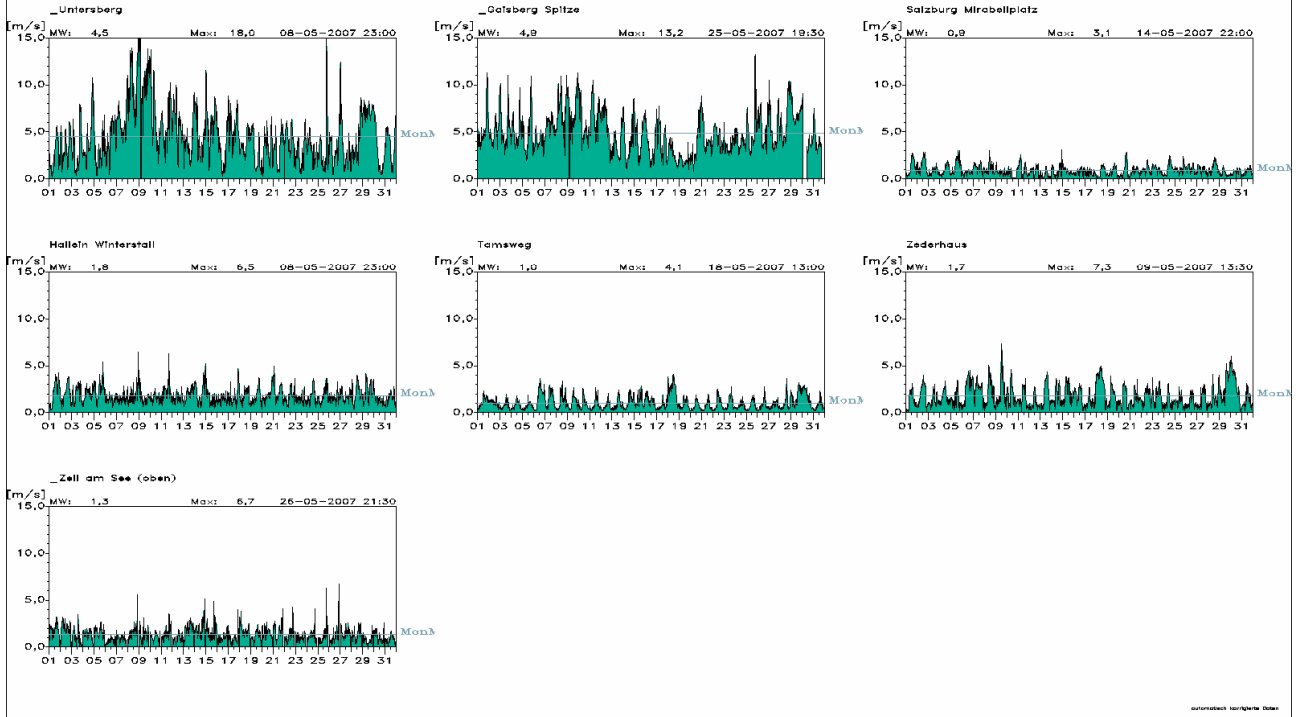 _Untersberg
[m/s] MW: 4,5 Max: 18,0 08-05-2007 23:00
15,0
10,0
5,0
0,0
MonM
01 03 05 07 09 11 13 15 17 19 21 23 25 27 29 31
_Gaisberg Spitze
[m/s] MW: 4,9 Max: 13,2 25-05-2007 19:30
15,0
10,0
5,0
0,0
MonM
01 03 05 07 09 11 13 15 17 19 21 23 25 27 29 31
Salzburg Mirabellplatz
[m/s] MW: 0,9 Max: 3,1 14-05-2007 22:00
15,0
10,0
5,0
0,0
MonM
01 03 05 07 09 11 13 15 17 19 21 23 25 27 29 31
Hallein Winterstall
[m/s] MW: 1,8 Max: 6,5 08-05-2007 23:00
15,0
10,0
5,0
0,0
MonM
01 03 05 07 09 11 13 15 17 19 21 23 25 27 29 31
Tamsweg
[m/s] MW: 1,0 Max: 4,1 18-05-2007 13:00
15,0
10,0
5,0
0,0
MonM
01 03 05 07 09 11 13 15 17 19 21 23 25 27 29 31
Zederhaus
[m/s] MW: 1,7 Max: 7,3 09-05-2007 13:30
15,0
10,0
5,0
0,0
MonM
01 03 05 07 09 11 13 15 17 19 21 23 25 27 29 31
_Zell am See (oben)
[m/s] MW: 1,3 Max: 6,7 26-05-2007 21:30
15,0
10,0
5,0
0,0
MonM
01 03 05 07 09 11 13 15 17 19 21 23 25 27 29 31
automatisch korrigierte Daten